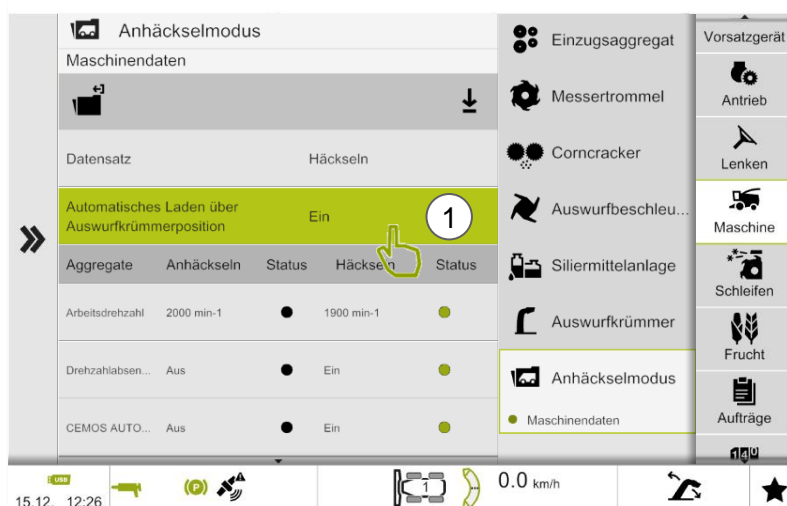 Anhäckselmodus
Maschinendaten
Datensatz Häckseln
Automatisches Laden über
Auswurfkrümmerposition
Ein
1
Aggregate Anhäckseln Status Häckseln Status
Arbeitsdrehzahl 2000 min-1 1900 min-1
Drehzahlabsen... Aus Ein
CEMOS AUTO... Aus Ein
Einzugsaggregat
Messertrommel
Corncracker
Auswurfbeschleu...
Siliermittelanlage
Auswurfkrümmer
Anhäckselmodus
Maschinendaten
Vorsatzgerät
Antrieb
Lenken
Maschine
Schleifen
Frucht
Aufträge
140
USB
15.12. 12:26
(P)
1
0.0 km/h